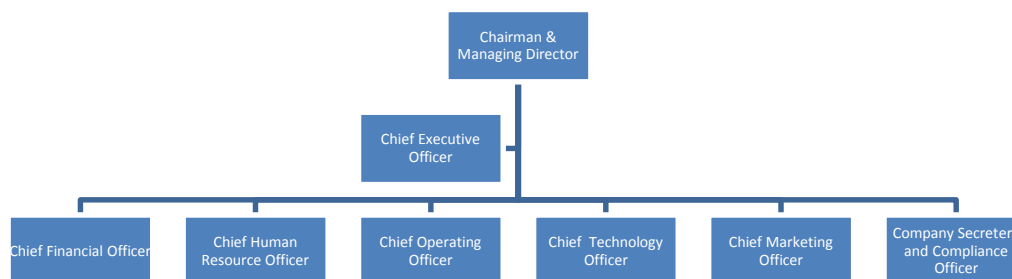 Chairman &
Managing Director
Chief Executive
Officer
Chief Financial Officer
Chief Human
Resource Officer
Chief Operating
Officer
Chief Technology
Officer
Chief Marketing
Officer
Company Secreter
and Compliance
Officer